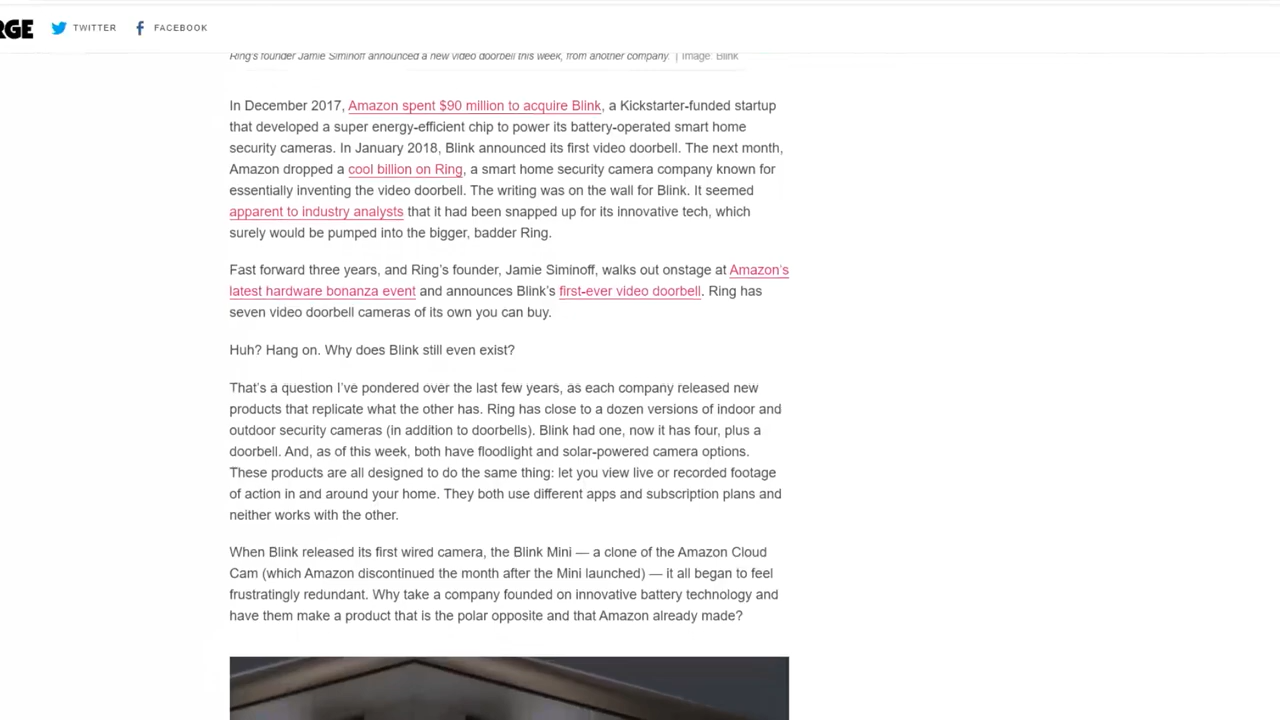 RGE TWITTER FACEBOOK
Ring's founder Jamie Siminoff announced a new video doorbell this week, from another company. | Image: Blink
In December 2017, Amazon spent $90 million to acquire Blink, a Kickstarter-funded startup
that developed a super energy-efficient chip to power its battery-operated smart home
security cameras. In January 2018, Blink announced its first video doorbell. The next month,
Amazon dropped a cool billion on Ring, a smart home security camera company known for
essentially inventing the video doorbell. The writing was on the wall for Blink. It seemed
apparent to industry analysts that it had been snapped up for its innovative tech, which
surely would be pumped into the bigger, badder Ring.
Fast forward three years, and Ring’s founder, Jamie Siminoff, walks out onstage at Amazon’s
latest hardware bonanza event and announces Blink’s first-ever video doorbell. Ring has
seven video doorbell cameras of its own you can buy.
Huh? Hang on. Why does Blink still even exist?
That’s a question I’ve pondered over the last few years, as each company released new
products that replicate what the other has. Ring has close to a dozen versions of indoor and
outdoor security cameras (in addition to doorbells). Blink had one, now it has four, plus a
doorbell. And, as of this week, both have floodlight and solar-powered camera options.
These products are all designed to do the same thing: let you view live or recorded footage
of action in and around your home. They both use different apps and subscription plans and
neither works with the other.
When Blink released its first wired camera, the Blink Mini — a clone of the Amazon Cloud
Cam (which Amazon discontinued the month after the Mini launched) — it all began to feel
frustratingly redundant. Why take a company founded on innovative battery technology and
have them make a product that is the polar opposite and that Amazon already made?